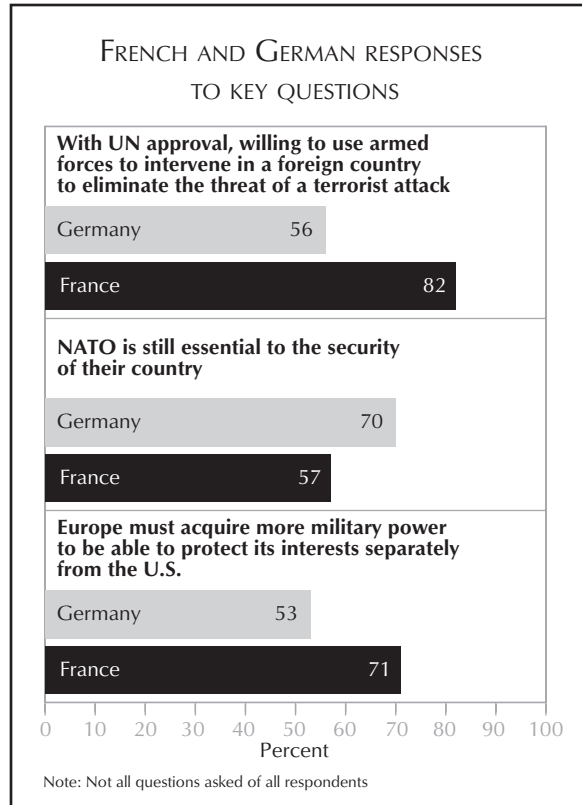 FRENCH AND GERMAN RESPONSES
TO KEY QUESTIONS
With UN approval, willing to use armed
forces to intervene in a foreign country
to eliminate the threat of a terrorist attack
Germany 56
France 82
NATO is still essential to the security
of their country
Germany 70
France 57
Europe must acquire more military power
to be able to protect its interests separately
from the U.S.
Germany 53
France 71
0 10 20 30 40 50 60 70 80 90 100
Percent
Note: Not all questions asked of all respondents